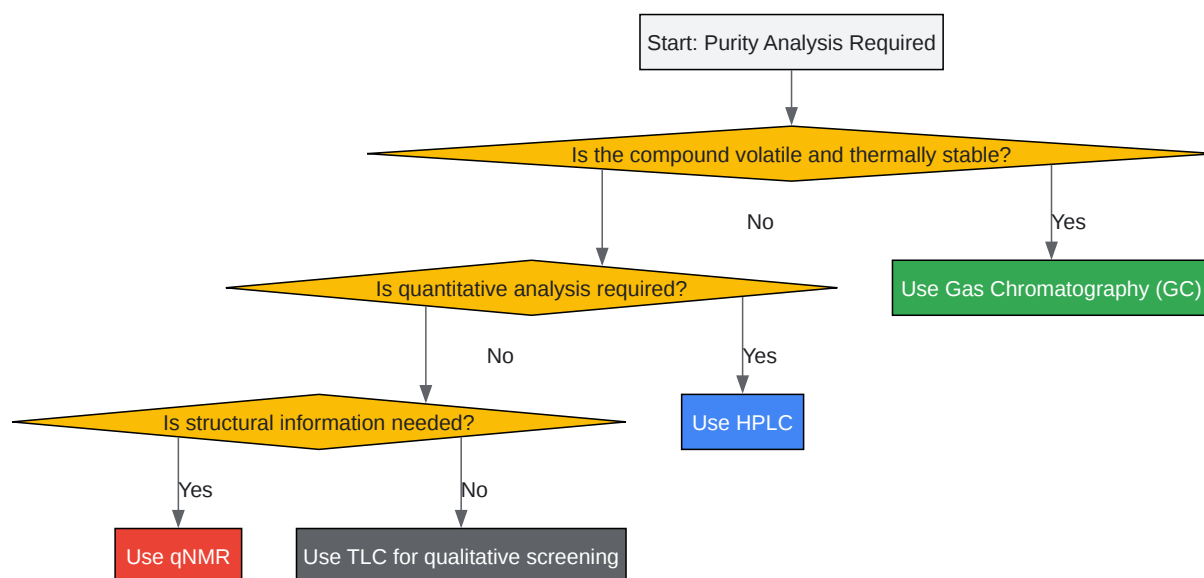 Start: Purity Analysis Required
Is the compound volatile and thermally stable?
No
Yes
Is quantitative analysis required?
Use Gas Chromatography (GC)
No
Yes
Is structural information needed?
Use HPLC
Yes
No
Use qNMR
Use TLC for qualitative screening